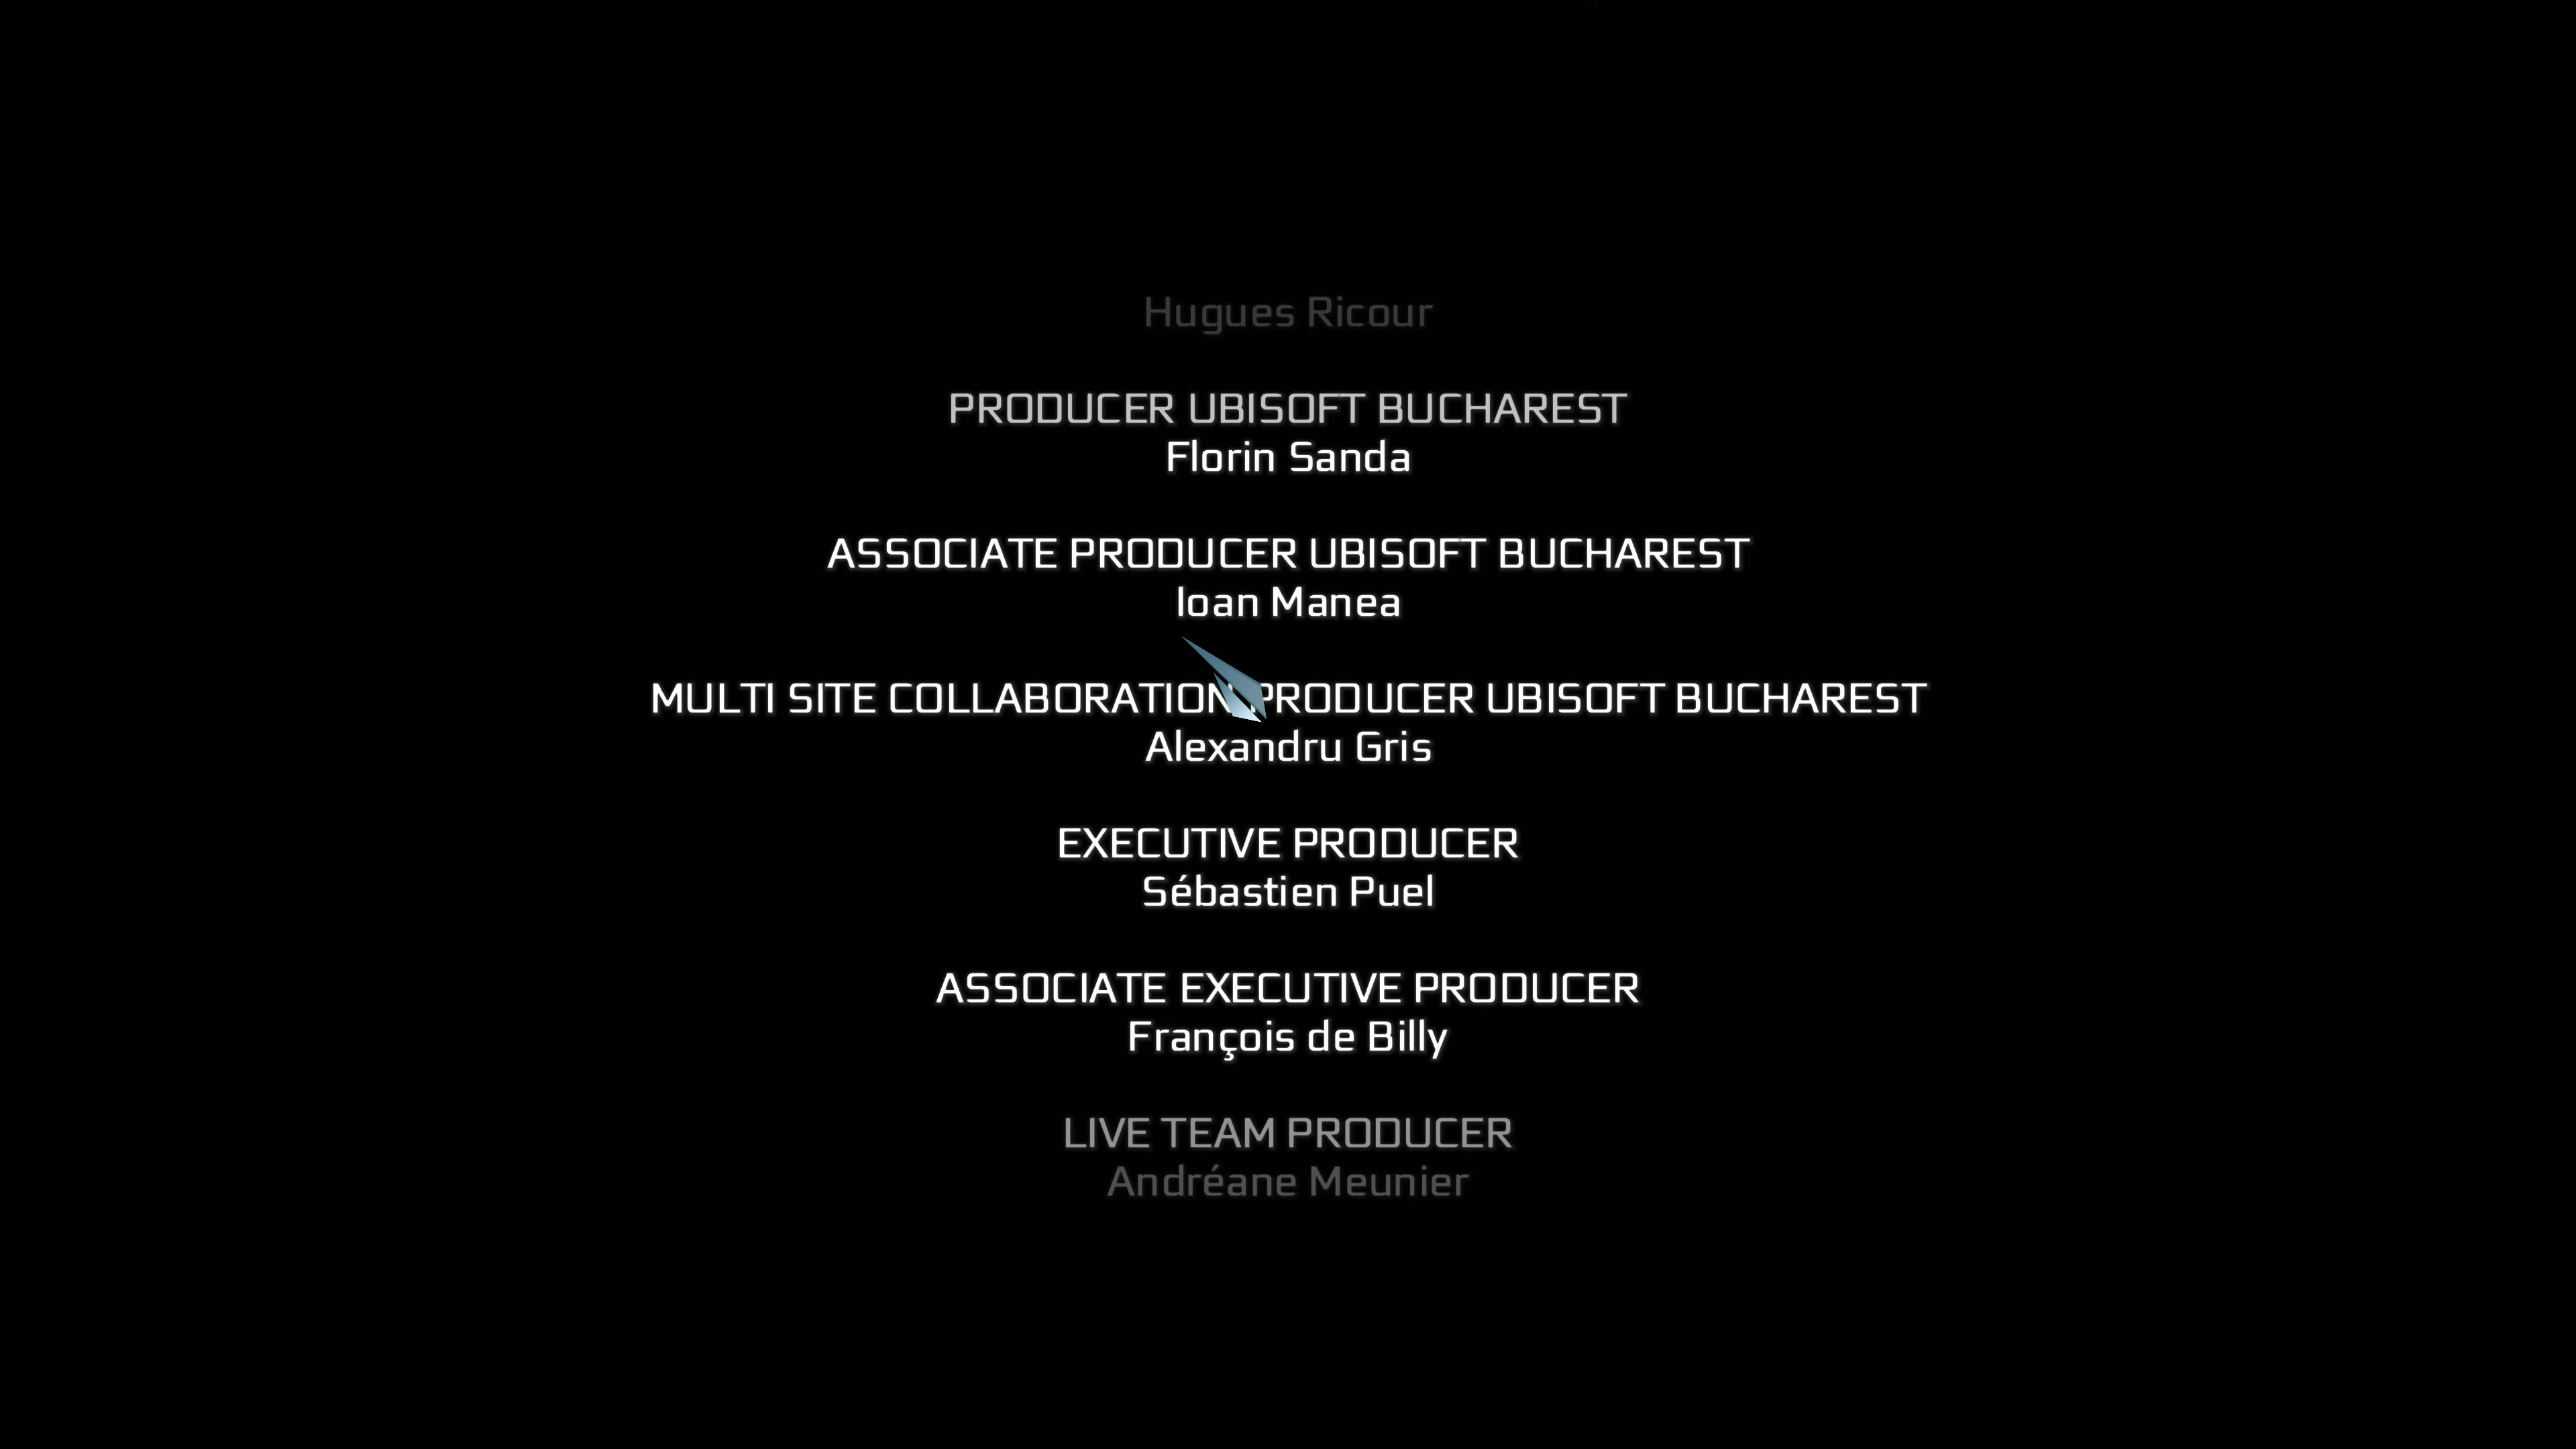 Hugues Ricour
PRODUCER UBISOFT BUCHAREST
Florin Sanda
ASSOCIATE PRODUCER UBISOFT BUCHAREST
Ioan Manea
MULTI SITE COLLABORATION PRODUCER UBISOFT BUCHAREST
Alexandru Gris
EXECUTIVE PRODUCER
Sébastien Puel
ASSOCIATE EXECUTIVE PRODUCER
François de Billy
LIVE TEAM PRODUCER
Andréane Meunier